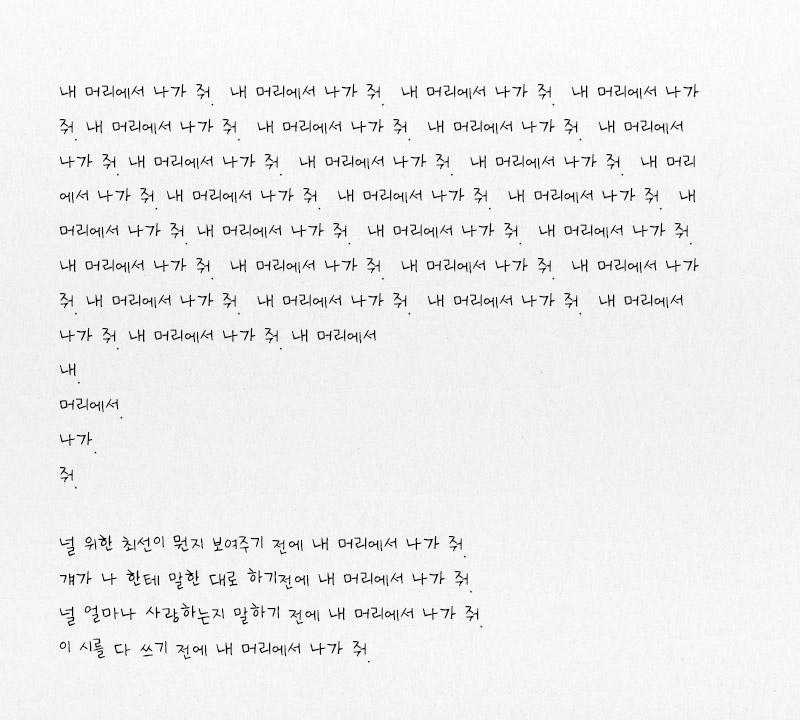 내 머리에서 나가 줘. 내 머리에서 나가 줘. 내 머리에서 나가 줘. 내 머리에서 나가
줘. 내 머리에서 나가 줘. 내 머리에서 나가 줘. 내 머리에서 나가 줘. 내 머리에서
나가 줘. 내 머리에서 나가 줘. 내 머리에서 나가 줘. 내 머리에서 나가 줘. 내 머리
에서 나가 줘. 내 머리에서 나가 줘. 내 머리에서 나가 줘. 내 머리에서 나가 줘. 내
머리에서 나가 줘. 내 머리에서 나가 줘. 내 머리에서 나가 줘. 내 머리에서 나가 줘.
내 머리에서 나가 줘. 내 머리에서 나가 줘. 내 머리에서 나가 줘. 내 머리에서 나가
줘. 내 머리에서 나가 줘. 내 머리에서 나가 줘. 내 머리에서 나가 줘. 내 머리에서
나가 줘. 내 머리에서 나가 줘. 내 머리에서
내.
머리에서.
나가.
줘.
널 위한 최선이 뭔지 보여주기 전에 내 머리에서 나가 줘.
걔가 나 한테 말한 대로 하기전에 내 머리에서 나가 줘.
널 얼마나 사랑하는지 말하기 전에 내 머리에서 나가 줘.
이 시를 다 쓰기 전에 내 머리에서 나가 줘.